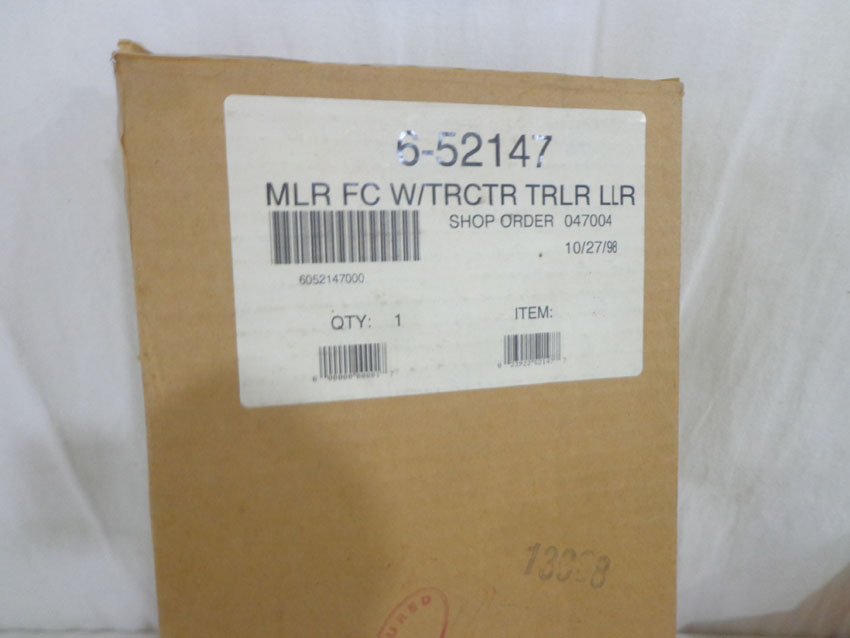 6-52147
MLR FC W/TRCTR TRLR LLR
SHOP ORDER 047004
10/27/98
6052147000
QTY: 1
ITEM: